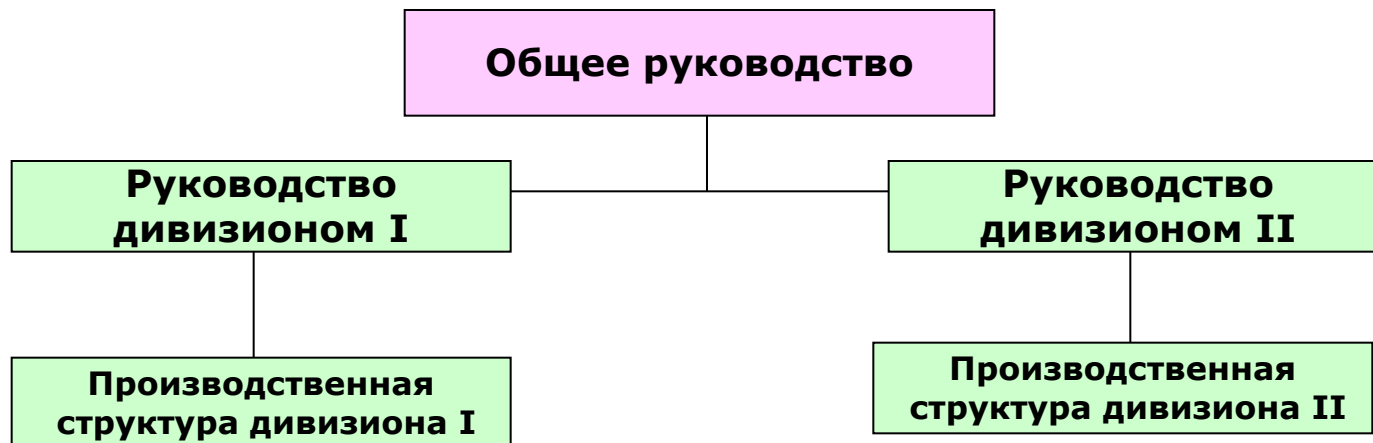 Общее руководство
Руководство
дивизионом I
Руководство
дивизионом II
Производственная
структура дивизиона I
Производственная
структура дивизиона II